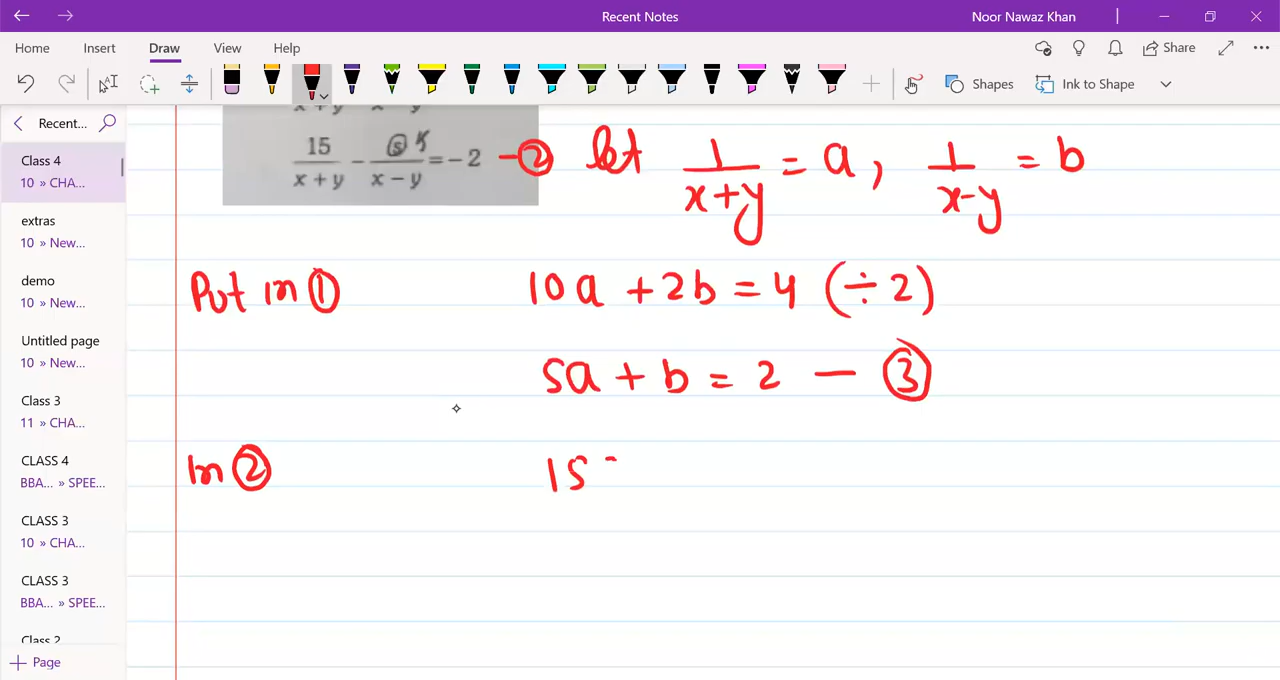 Recent Notes
Noor Nawaz Khan
Home Insert Draw View Help Share
Shapes Ink to Shape
Recent...
Class 4
10 » CHA...
extras
10 » New...
demo
10 » New...
Untitled page
10 » New...
Class 3
11 » CHA...
CLASS 4
BBA... » SPEE...
CLASS 3
10 » CHA...
CLASS 3
BBA... » SPEE...
Class 2
+ Page
15/(x + y) - 5/(x - y) = -2 - ② let 1/(x+y) = a, 1/(x-y) = b
Put in ① 10a + 2b = 4 (÷2)
5a + b = 2 — ③
In ② 15